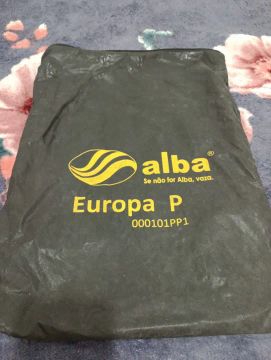 alba®
Se não for Alba, vaza.
Europa P
000101PP1